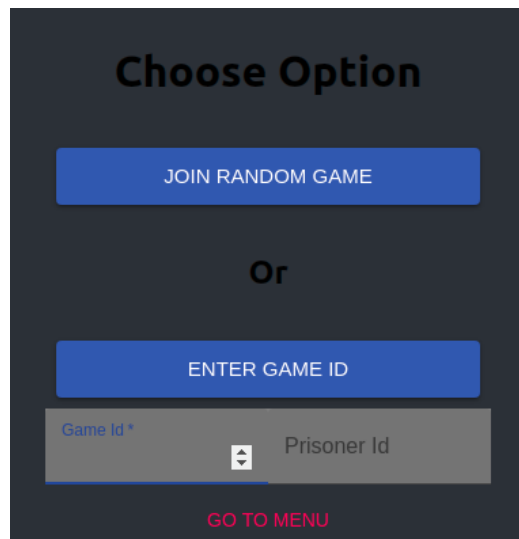 Choose Option
JOIN RANDOM GAME
Or
ENTER GAME ID
Game Id *
Prisoner Id
GO TO MENU